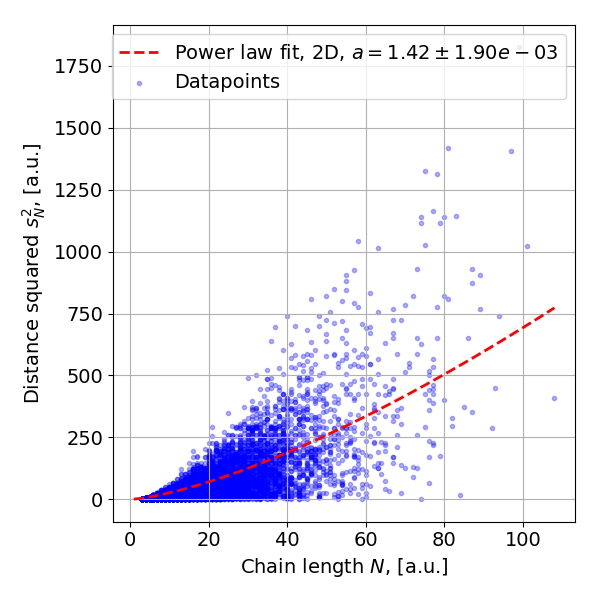 Power law fit, 2D, a = 1.42 ± 1.90e − 03
Datapoints
Distance squared s_N^2, [a.u.]
1750
1500
1250
1000
750
500
250
0
0 20 40 60 80 100
Chain length N, [a.u.]